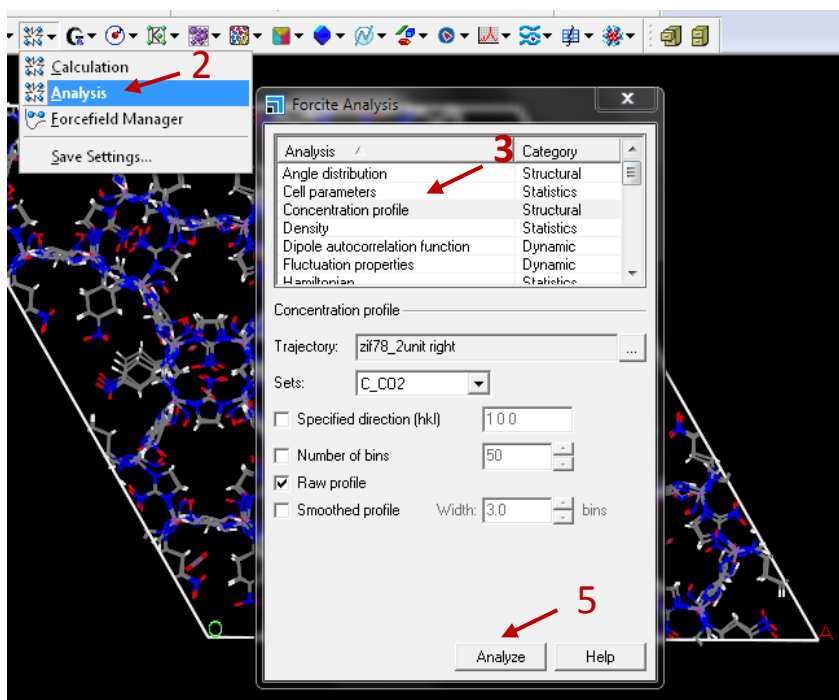 Calculation
2
Analysis
Forcefield Manager
Save Settings...
Forcite Analysis
x
Analysis
Category
3
Angle distribution
Structural
Cell parameters
Statistics
Concentration profile
Structural
Density
Statistics
Dipole autocorrelation function
Dynamic
Fluctuation properties
Dynamic
Hamiltonian
Statistics
Concentration profile
Trajectory: zif78_2unit right ...
Sets: C_CO2
Specified direction (hkl) 1 0 0
Number of bins 50
Raw profile
Smoothed profile Width: 3.0 bins
5
Analyze Help
O
A